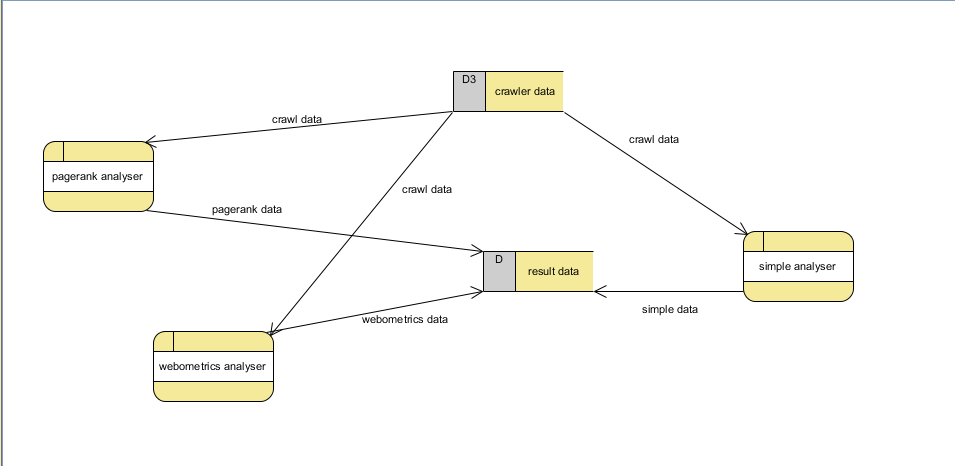 D3
crawler data
crawl data
crawl data
pagerank analyser
crawl data
pagerank data
D
result data
simple analyser
simple data
webometrics data
webometrics analyser